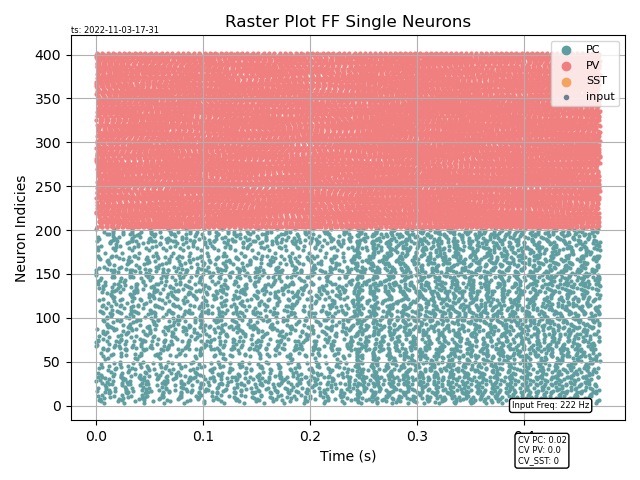 Raster Plot FF Single Neurons
ts: 2022-11-03-17-31
PC
PV
SST
input
Neuron Indicies
400
350
300
250
200
150
100
50
0
Input Freq: 222 Hz
0.0 0.1 0.2 0.3
Time (s)
CV PC: 0.02
CV PV: 0.0
CV_SST: 0